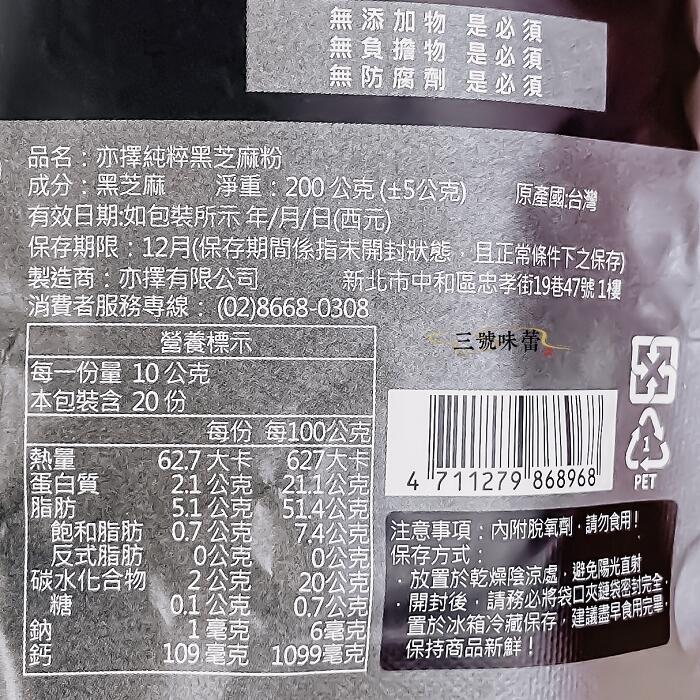 無添加物 是必須
無負擔物 是必須
無防腐劑 是必須
品名：亦擇純粹黑芝麻粉
成分：黑芝麻 淨重：200 公克 (±5公克) 原產國:台灣
有效日期:如包裝所示 年/月/日(西元)
保存期限：12月(保存期間係指未開封狀態，且正常條件下之保存)
製造商：亦擇有限公司 新北市中和區忠孝街19巷47號 1樓
消費者服務專線： (02)8668-0308
營養標示
每一份量 10 公克
本包裝含 20 份
每份 每100公克
熱量 62.7 大卡 627大卡
蛋白質 2.1 公克 21.1公克
脂肪 5.1 公克 51.4公克
飽和脂肪 0.7 公克 7.4公克
反式脂肪 0公克 0公克
碳水化合物 2 公克 20公克
糖 0.1 公克 0.7公克
鈉 1 毫克 6毫克
鈣 109 毫克 1099毫克
三號味蕾
4 711279 868968
1
PET
注意事項：內附脫氧劑，請勿食用！
保存方式：
．放置於乾燥陰涼處，避免陽光直射
．開封後，請務必將袋口夾鏈袋密封完全，
置於冰箱冷藏保存，建議盡早食用完畢，
保持商品新鮮！